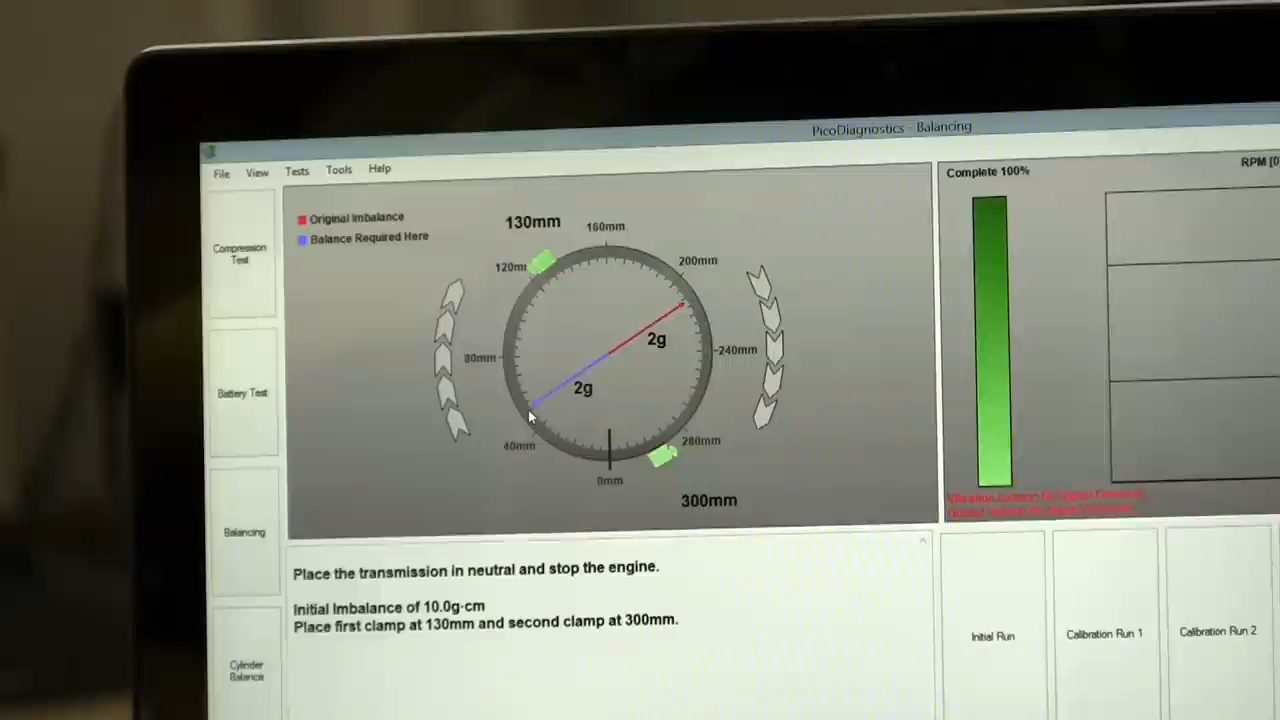 PicoDiagnostics - Balancing
File View Tests Tools Help
Compression
Test
Battery Test
Balancing
Cylinder
Balance
Original Imbalance
Balance Required Here
130mm
160mm
120m
200mm
80mm
240mm
2g
2g
40mm
280mm
0mm
300mm
Complete 100%
RPM [0
Place the transmission in neutral and stop the engine.
Initial Imbalance of 10.0g-cm
Place first clamp at 130mm and second clamp at 300mm.
Initial Run
Calibration Run 1
Calibration Run 2